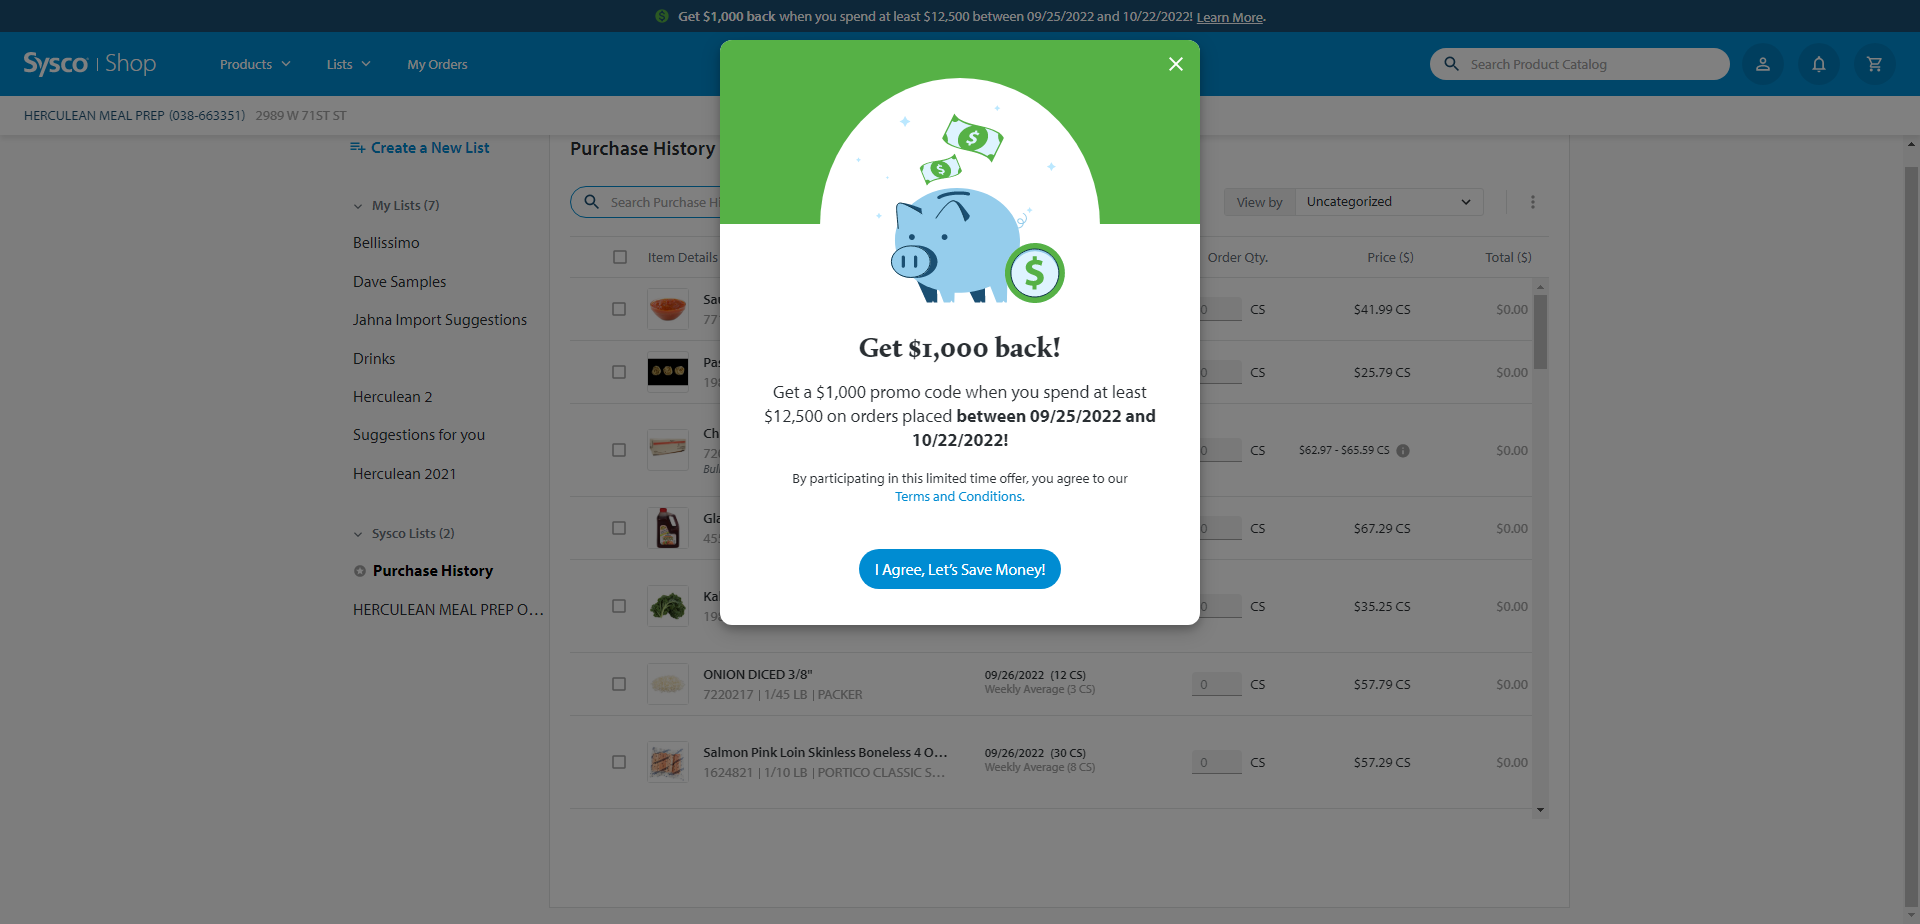 Get $1,000 back when you spend at least $12,500 between 09/25/2022 and 10/22/2022! Learn More.
Sysco | Shop
Products
Lists
My Orders
Search Product Catalog
HERCULEAN MEAL PREP (038-663351) 2989 W 71ST ST
Create a New List
My Lists (7)
Bellissimo
Dave Samples
Jahna Import Suggestions
Drinks
Herculean 2
Suggestions for you
Herculean 2021
Sysco Lists (2)
Purchase History
HERCULEAN MEAL PREP O...
Purchase History
Search Purchase Hi
View by Uncategorized
Item Details Order Qty. Price ($) Total ($)
0 CS $41.99 CS $0.00
0 CS $25.79 CS $0.00
0 CS $62.97 - $65.59 CS $0.00
0 CS $67.29 CS $0.00
0 CS $35.25 CS $0.00
ONION DICED 3/8" 09/26/2022 (12 CS) 0 CS $57.79 CS $0.00
7220217 | 1/45 LB | PACKER Weekly Average (3 CS)
Salmon Pink Loin Skinless Boneless 4 O... 09/26/2022 (30 CS) 0 CS $57.29 CS $0.00
1624821 | 1/10 LB | PORTICO CLASSIC S... Weekly Average (8 CS)
Get $1,000 back!
Get a $1,000 promo code when you spend at least
$12,500 on orders placed between 09/25/2022 and
10/22/2022!
By participating in this limited time offer, you agree to our
Terms and Conditions.
I Agree, Let's Save Money!